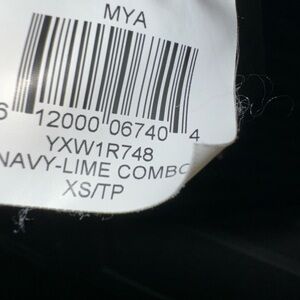 MYA
6 12000 06740 4
YXW1R748
NAVY-LIME COMBO
XS/TP